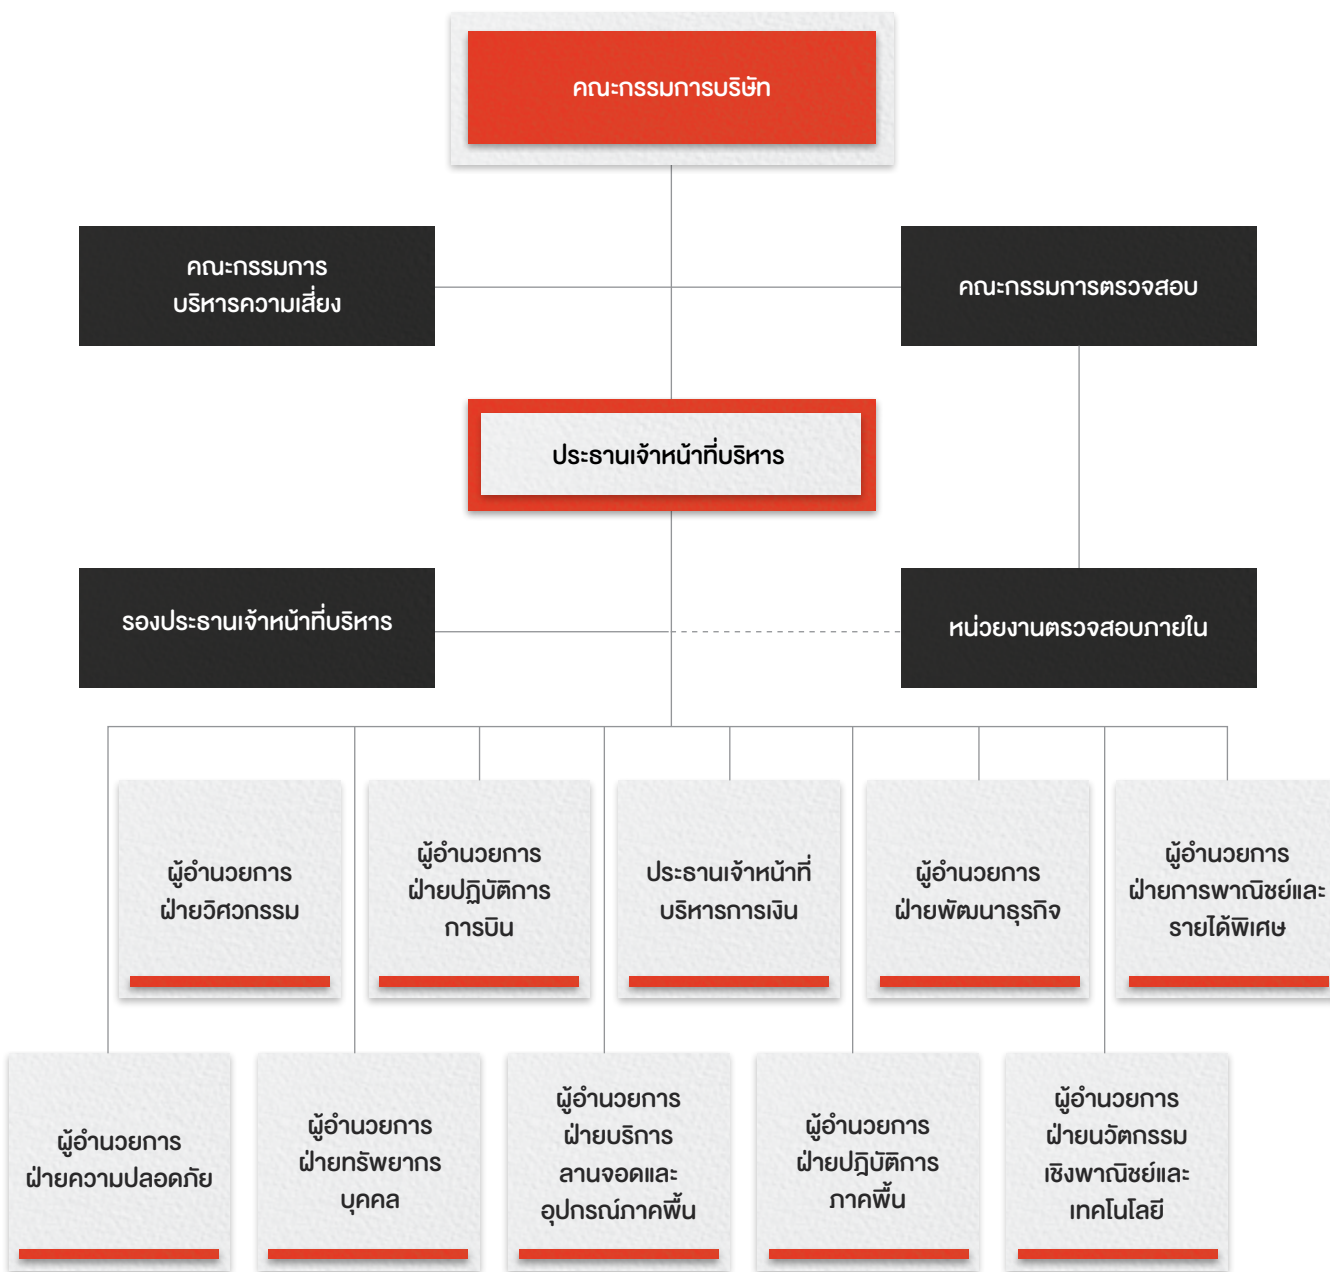 คณะกรรมการบริษัท
คณะกรรมการ
บริหารความเสี่ยง
คณะกรรมการตรวจสอบ
ประธานเจ้าหน้าที่บริหาร
รองประธานเจ้าหน้าที่บริหาร
หน่วยงานตรวจสอบภายใน
ผู้อำนวยการ
ฝ่ายวิศวกรรม
ผู้อำนวยการ
ฝ่ายปฏิบัติการ
การบิน
ประธานเจ้าหน้าที่
บริหารการเงิน
ผู้อำนวยการ
ฝ่ายพัฒนาธุรกิจ
ผู้อำนวยการ
ฝ่ายการพาณิชย์และ
รายได้พิเศษ
ผู้อำนวยการ
ฝ่ายความปลอดภัย
ผู้อำนวยการ
ฝ่ายทรัพยากร
บุคคล
ผู้อำนวยการ
ฝ่ายบริการ
ลานจอดและ
อุปกรณ์ภาคพื้น
ผู้อำนวยการ
ฝ่ายปฎิบัติการ
ภาคพื้น
ผู้อำนวยการ
ฝ่ายนวัตกรรม
เชิงพาณิชย์และ
เทคโนโลยี